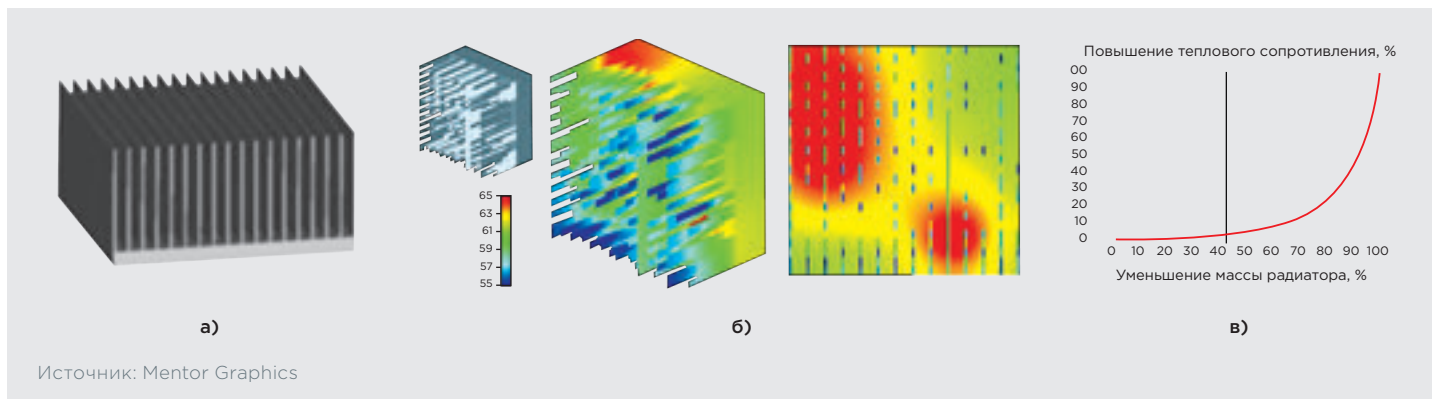 65
63
61
59
57
55
Повышение теплового сопротивления, %
00
90
80
70
60
50
40
30
20
10
0
0 10 20 30 40 50 60 70 80 90 100
Уменьшение массы радиатора, %
а)
б)
в)
Источник: Mentor Graphics